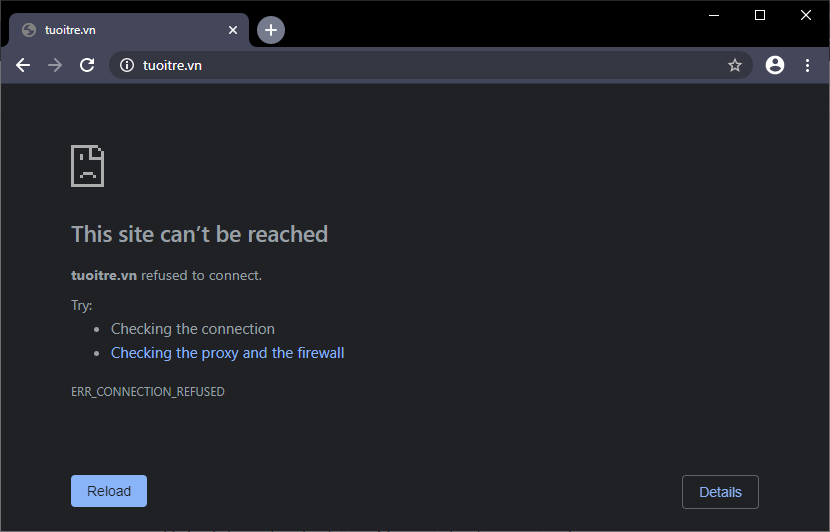 tuoitre.vn
tuoitre.vn
This site can’t be reached
tuoitre.vn refused to connect.
Try:
Checking the connection
Checking the proxy and the firewall
ERR_CONNECTION_REFUSED
Reload Details